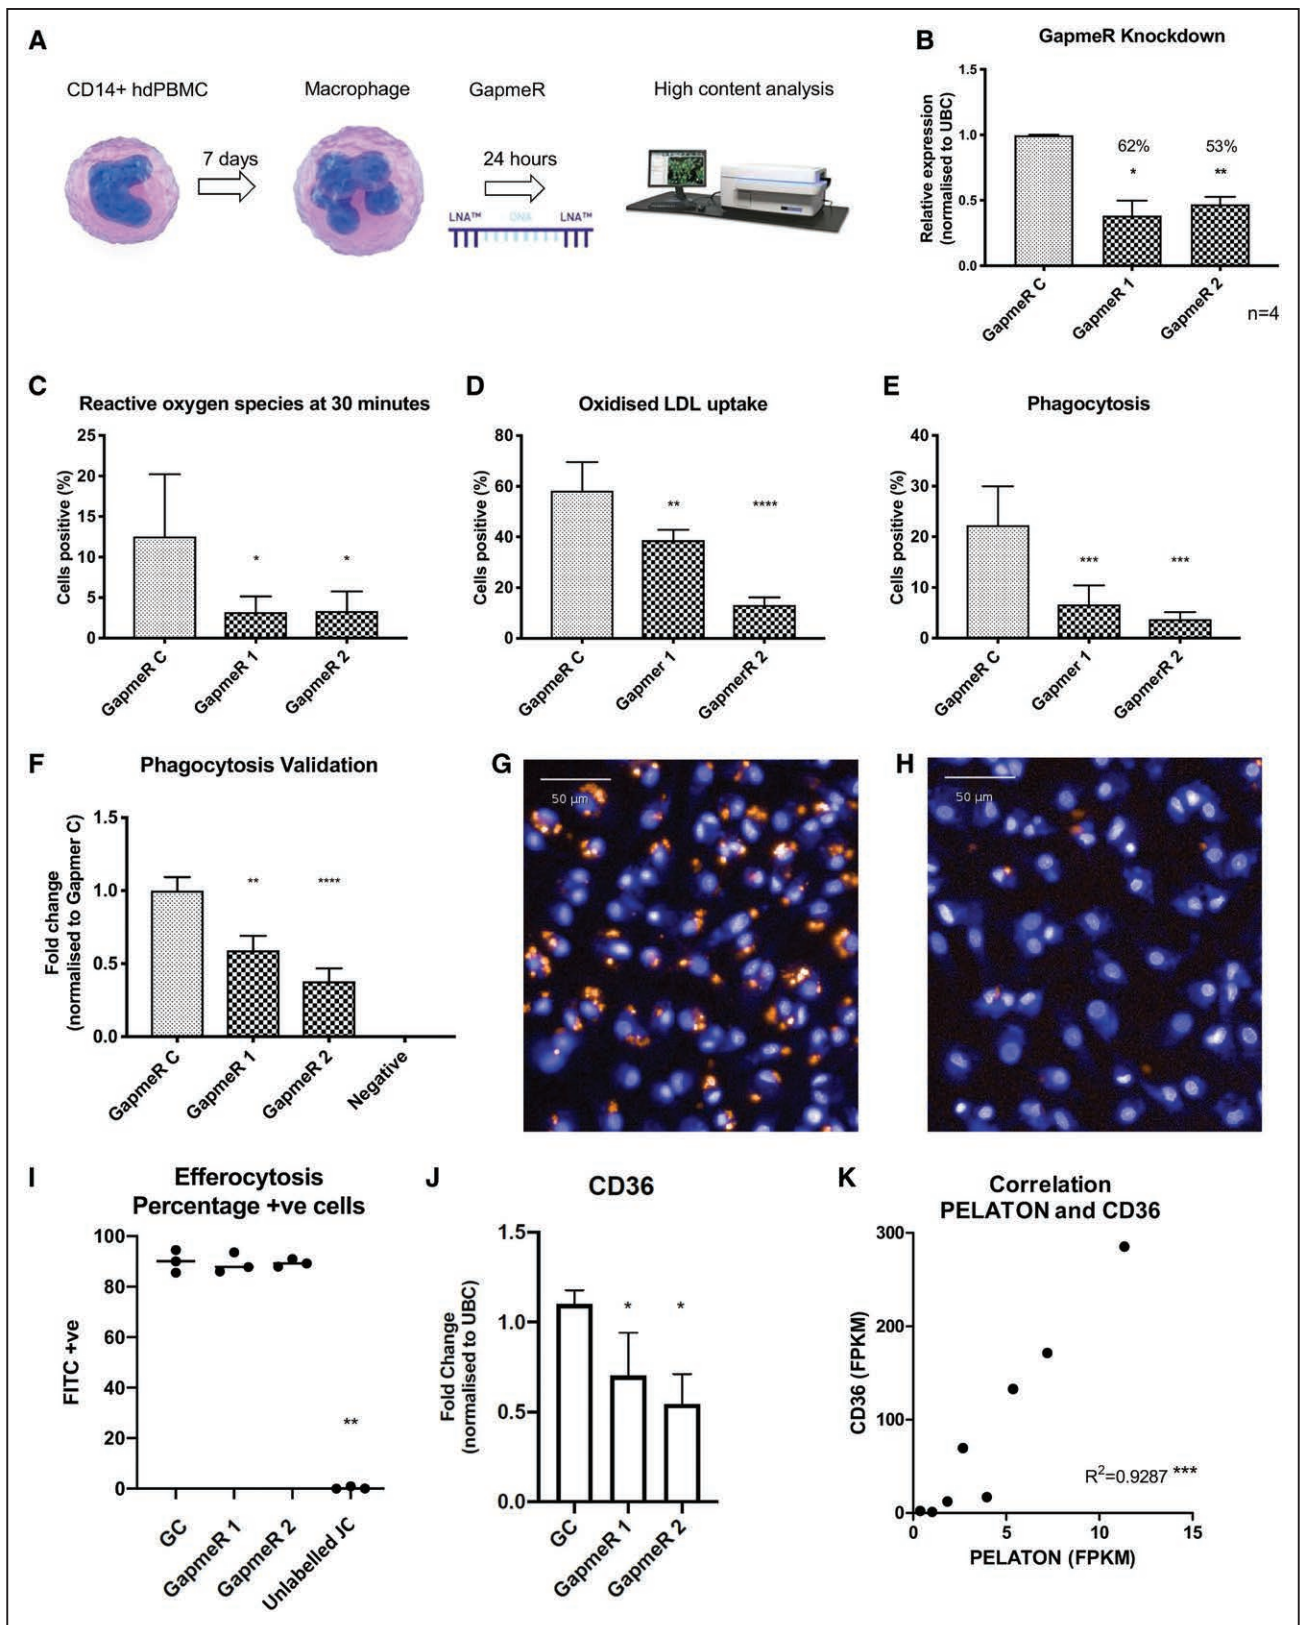 A
CD14+ hdPBMC
Macrophage
GapmeR
High content analysis
7 days
24 hours
LNA™
DNA
LNA™
B
GapmeR Knockdown
Relative expression
(normalised to UBC)
1.5
1.0
0.5
0.0
62%
*
53%
**
GapmeR C
GapmeR 1
GapmeR 2
n=4
C
Reactive oxygen species at 30 minutes
Cells positive (%)
25
20
15
10
5
0
*
*
GapmeR C
GapmeR 1
GapmeR 2
D
Oxidised LDL uptake
Cells positive (%)
80
60
40
20
0
**
****
GapmeR C
Gapmer 1
GapmerR 2
E
Phagocytosis
Cells positive (%)
40
30
20
10
0
***
***
GapmeR C
Gapmer 1
GapmerR 2
F
Phagocytosis Validation
Fold change
(normalised to Gapmer C)
1.5
1.0
0.5
0.0
**
****
GapmeR C
GapmeR 1
GapmeR 2
Negative
G
50 µm
H
50 µm
I
Efferocytosis
Percentage +ve cells
FITC +ve
100
80
60
40
20
0
**
GC
GapmeR 1
GapmeR 2
Unlabelled JC
J
CD36
Fold Change
(normalised to UBC)
1.5
1.0
0.5
0.0
*
*
GC
GapmeR 1
GapmeR 2
K
Correlation
PELATON and CD36
CD36 (FPKM)
300
200
100
0
R²=0.9287 ***
0
5
10
15
PELATON (FPKM)